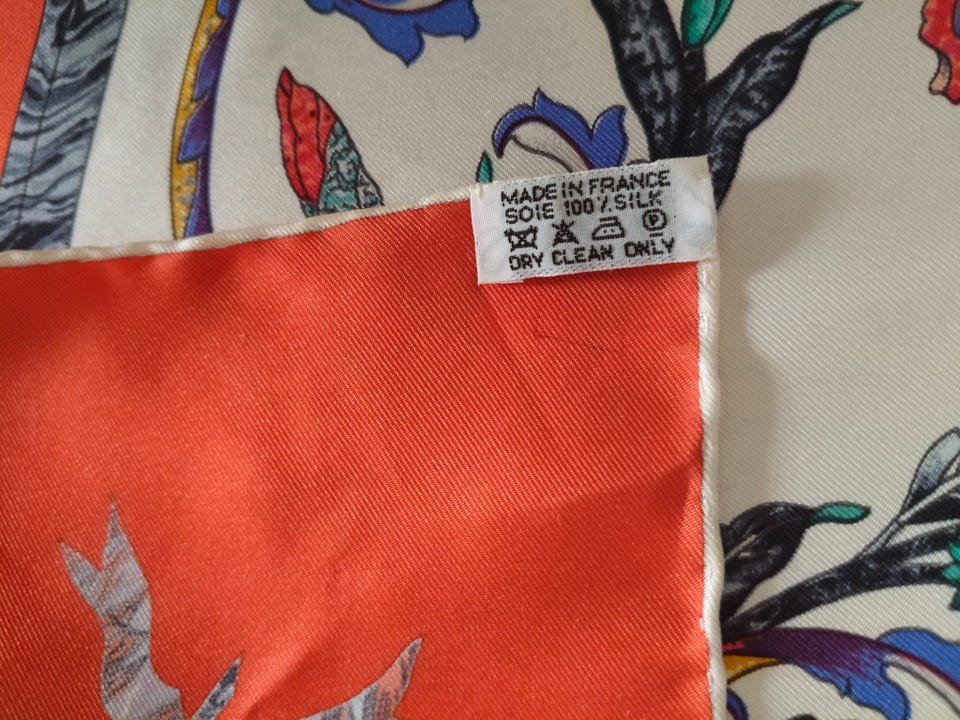 MADE IN FRANCE
SOIE 100% SILK
P
DRY CLEAN ONLY